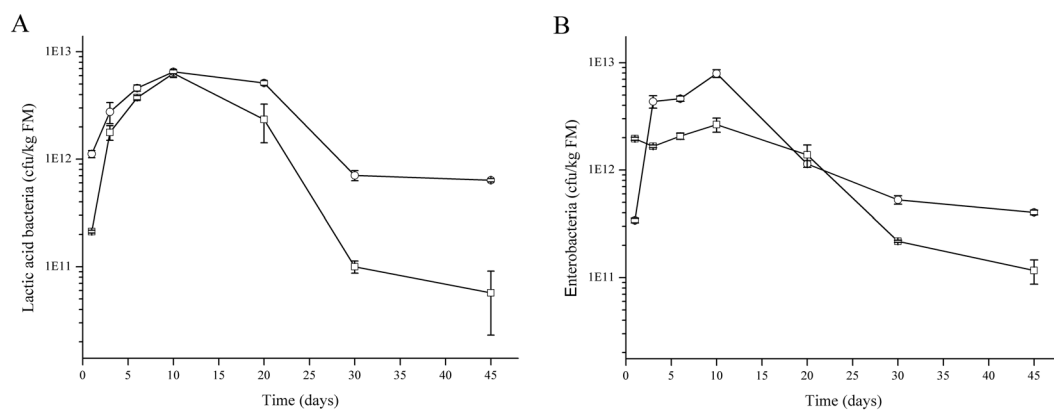 A
Lactic acid bacteria (cfu/kg FM)
1E13
1E12
1E11
0 5 10 15 20 25 30 35 40 45
Time (days)
B
Enterobacteria (cfu/kg FM)
1E13
1E12
1E11
0 5 10 15 20 25 30 35 40 45
Time (days)